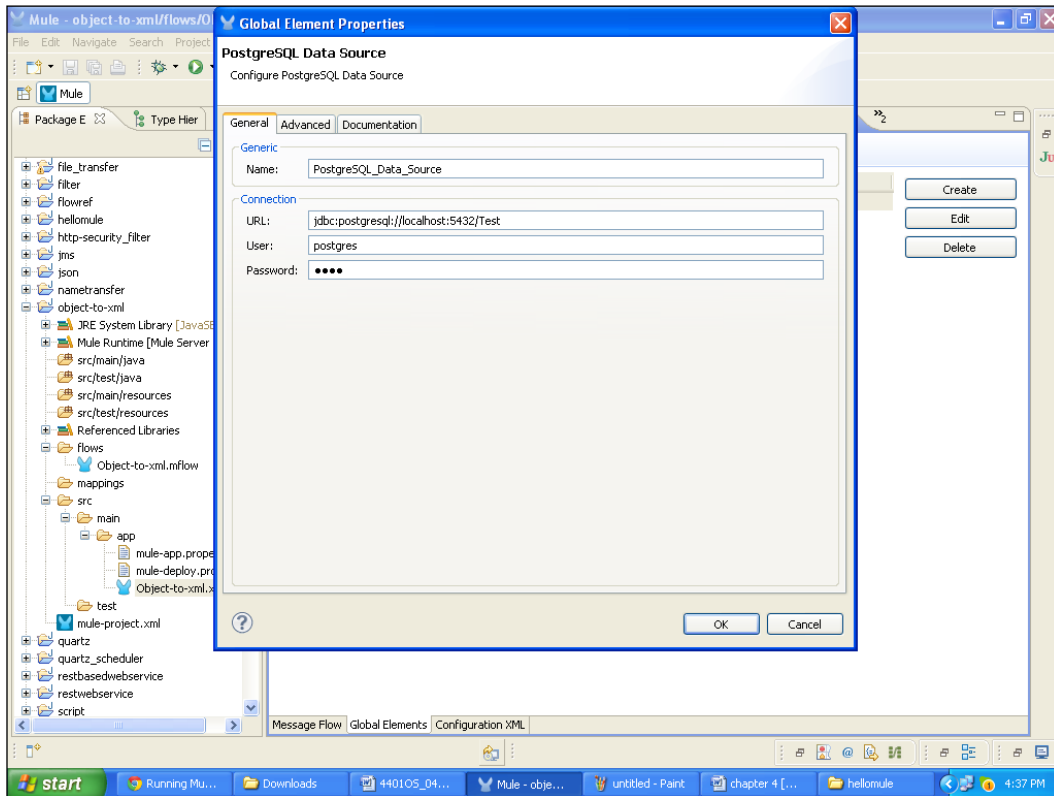 Mule - object-to-xml/flows/O
File Edit Navigate Search Project
Mule
Package E
Type Hier
file_transfer
filter
flowref
hellomule
http-security_filter
jms
json
nametransfer
object-to-xml
JRE System Library [JavaSE
Mule Runtime [Mule Server
src/main/java
src/test/java
src/main/resources
src/test/resources
Referenced Libraries
flows
Object-to-xml.mflow
mappings
src
main
app
mule-app.prope
mule-deploy.pro
Object-to-xml.x
test
mule-project.xml
quartz
quartz_scheduler
restbasedwebservice
restwebservice
script
Global Element Properties
PostgreSQL Data Source
Configure PostgreSQL Data Source
General Advanced Documentation
Generic
Name: PostgreSQL_Data_Source
Connection
URL: jdbc:postgresql://localhost:5432/Test
User: postgres
Password: ●●●●
?
OK Cancel
»2
Create
Edit
Delete
Ju
Message Flow Global Elements Configuration XML
start
Running Mu...
Downloads
4401OS_04...
Mule - obje...
untitled - Paint
chapter 4 [...
hellomule
4:37 PM